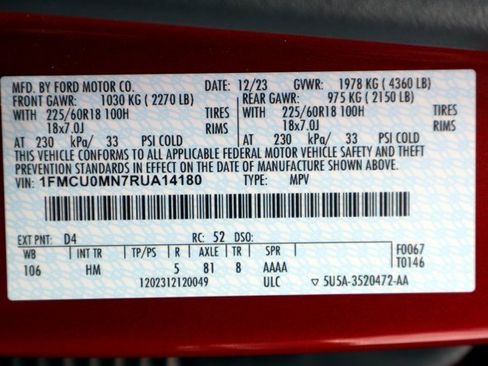 MFD. BY FORD MOTOR CO. DATE: 12/23 GVWR: 1978 KG ( 4360 LB)
FRONT GAWR: 1030 KG ( 2270 LB) REAR GAWR: 975 KG ( 2150 LB)
WITH 225/60R18 100H TIRES WITH 225/60R18 100H TIRES
18x7.0J RIMS 18x7.0J RIMS
AT 230 kPa/ 33 PSI COLD AT 230 kPa/ 33 PSI COLD
THIS VEHICLE CONFORMS TO ALL APPLICABLE FEDERAL MOTOR VEHICLE SAFETY AND THEFT
PREVENTION STANDARDS IN EFFECT ON THE DATE OF MANUFACTURE SHOWN ABOVE.
VIN: 1FMCU0MN7RUA14180 TYPE: MPV
EXT PNT: D4 RC: 52 DSO:
WB INT TR TP/PS R AXLE TR SPR F0067
106 HM 5 81 8 AAAA T0146
1202312120049 ULC 5U5A-3520472-AA